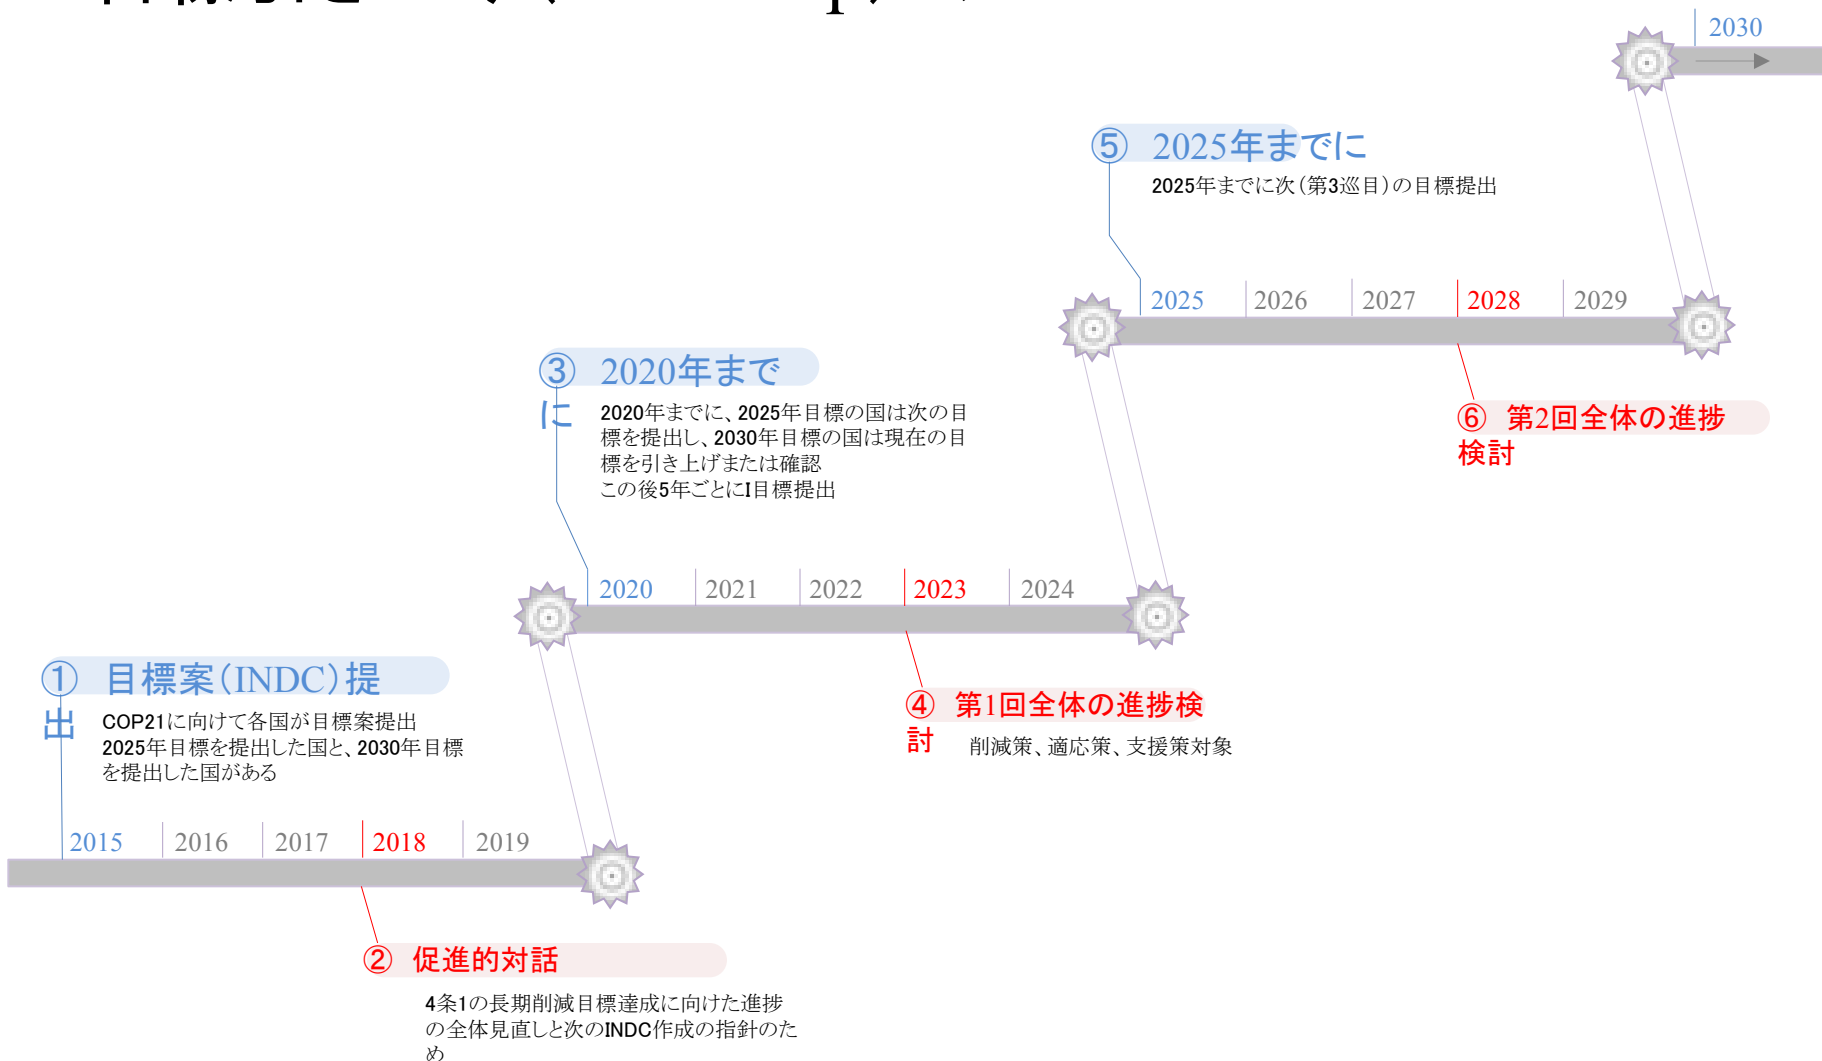 2030
⑤ 2025年までに
2025年までに次（第3巡目）の目標提出
2025 2026 2027 2028 2029
⑥ 第2回全体の進捗
検討
③ 2020年まで
に
2020年までに、2025年目標の国は次の目
標を提出し、2030年目標の国は現在の目
標を引き上げまたは確認
この後5年ごとにI目標提出
2020 2021 2022 2023 2024
④ 第1回全体の進捗検
討
削減策、適応策、支援策対象
① 目標案（INDC）提
出
COP21に向けて各国が目標案提出
2025年目標を提出した国と、2030年目標
を提出した国がある
2015 2016 2017 2018 2019
② 促進的対話
4条1の長期削減目標達成に向けた進捗
の全体見直しと次のINDC作成の指針のた
め